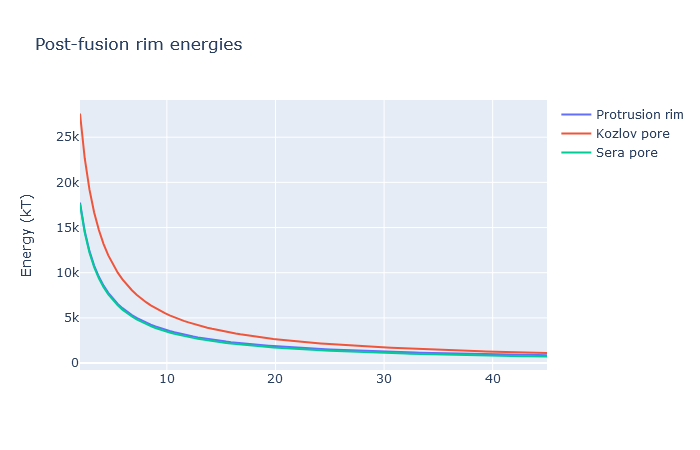 Post-fusion rim energies
Protrusion rim
Kozlov pore
Sera pore
Energy (kT)
25k
20k
15k
10k
5k
0
10
20
30
40